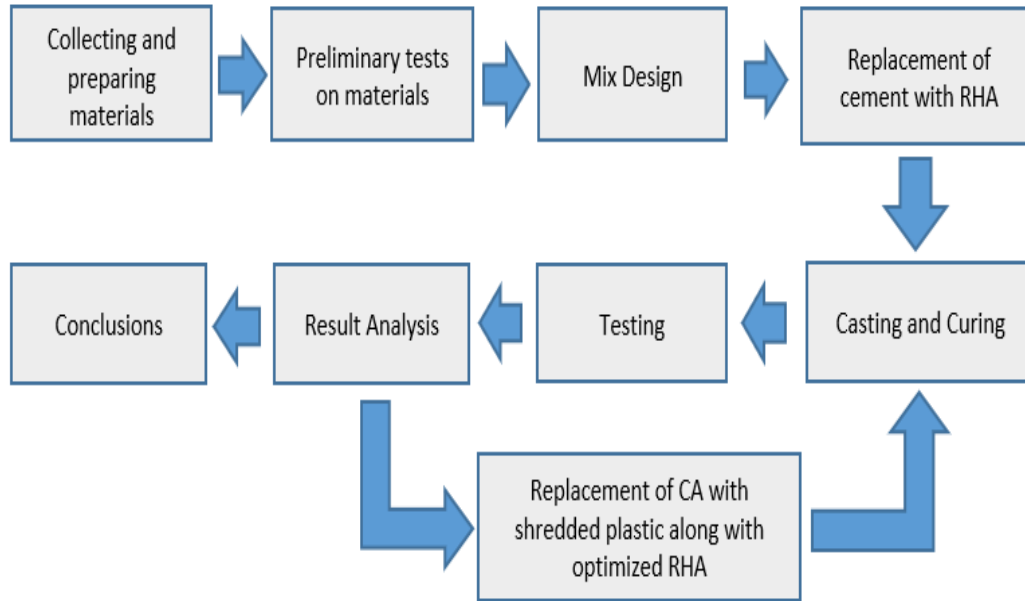 Collecting and
preparing
materials
Preliminary tests
on materials
Mix Design
Replacement of
cement with RHA
Casting and Curing
Testing
Result Analysis
Conclusions
Replacement of CA with
shredded plastic along with
optimized RHA